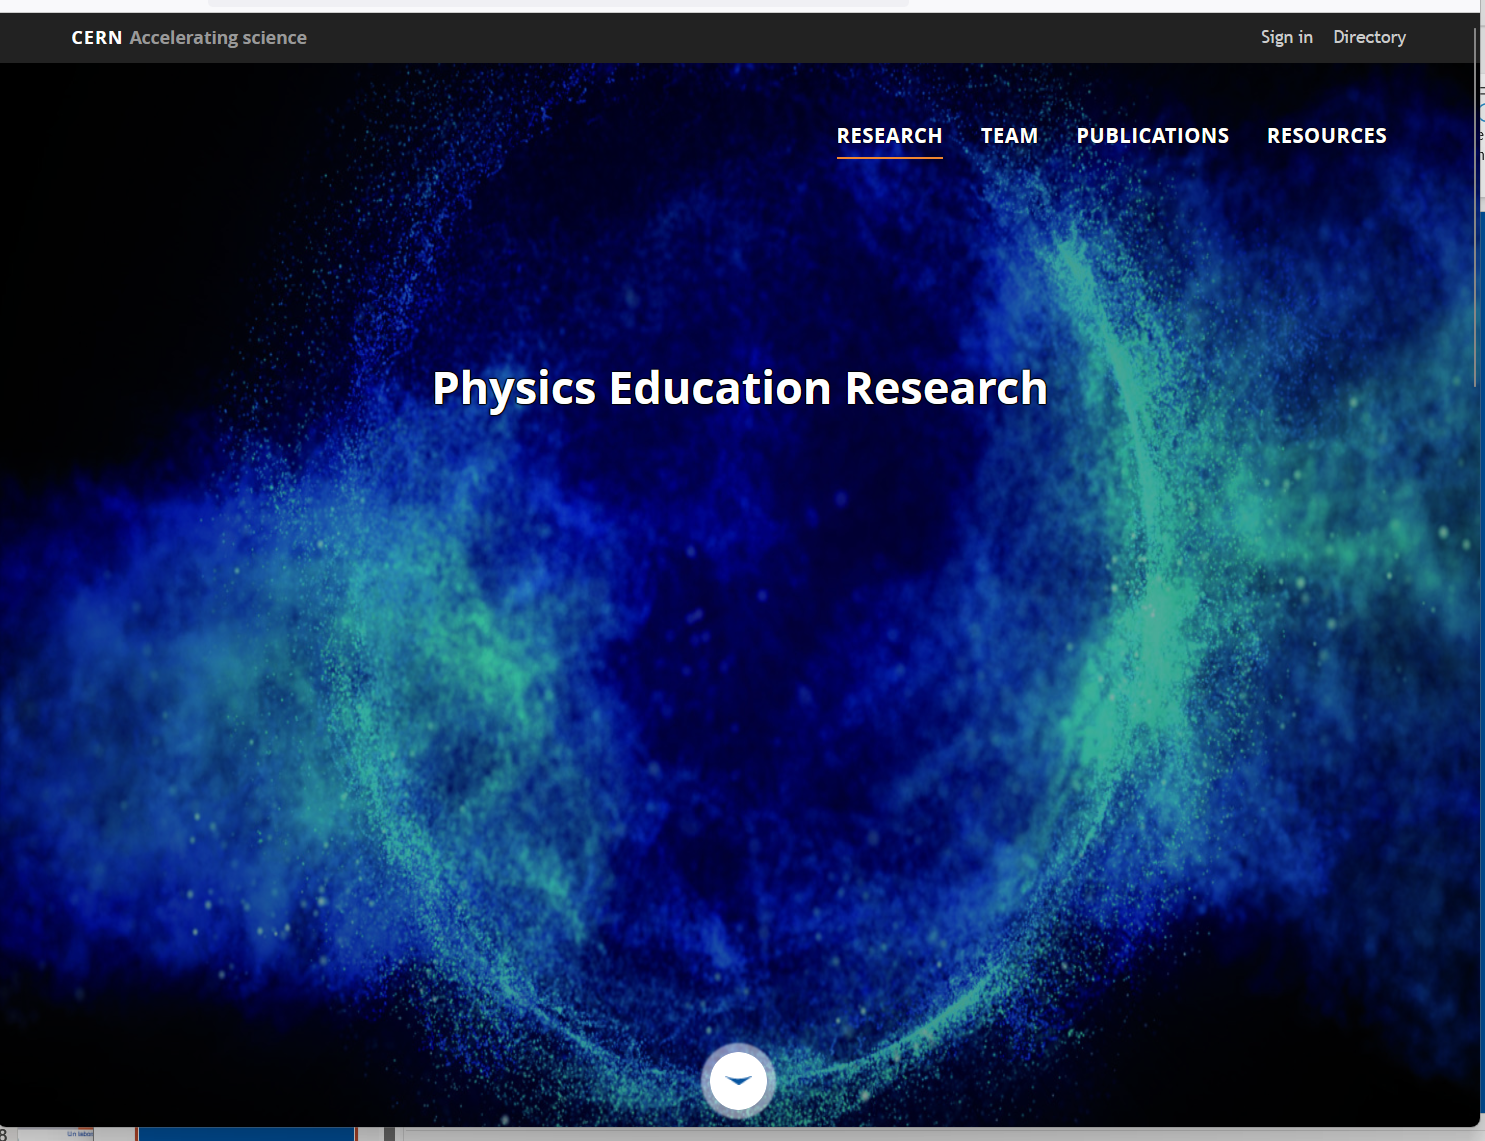 CERN Accelerating science
Sign in Directory
RESEARCH TEAM PUBLICATIONS RESOURCES
Physics Education Research